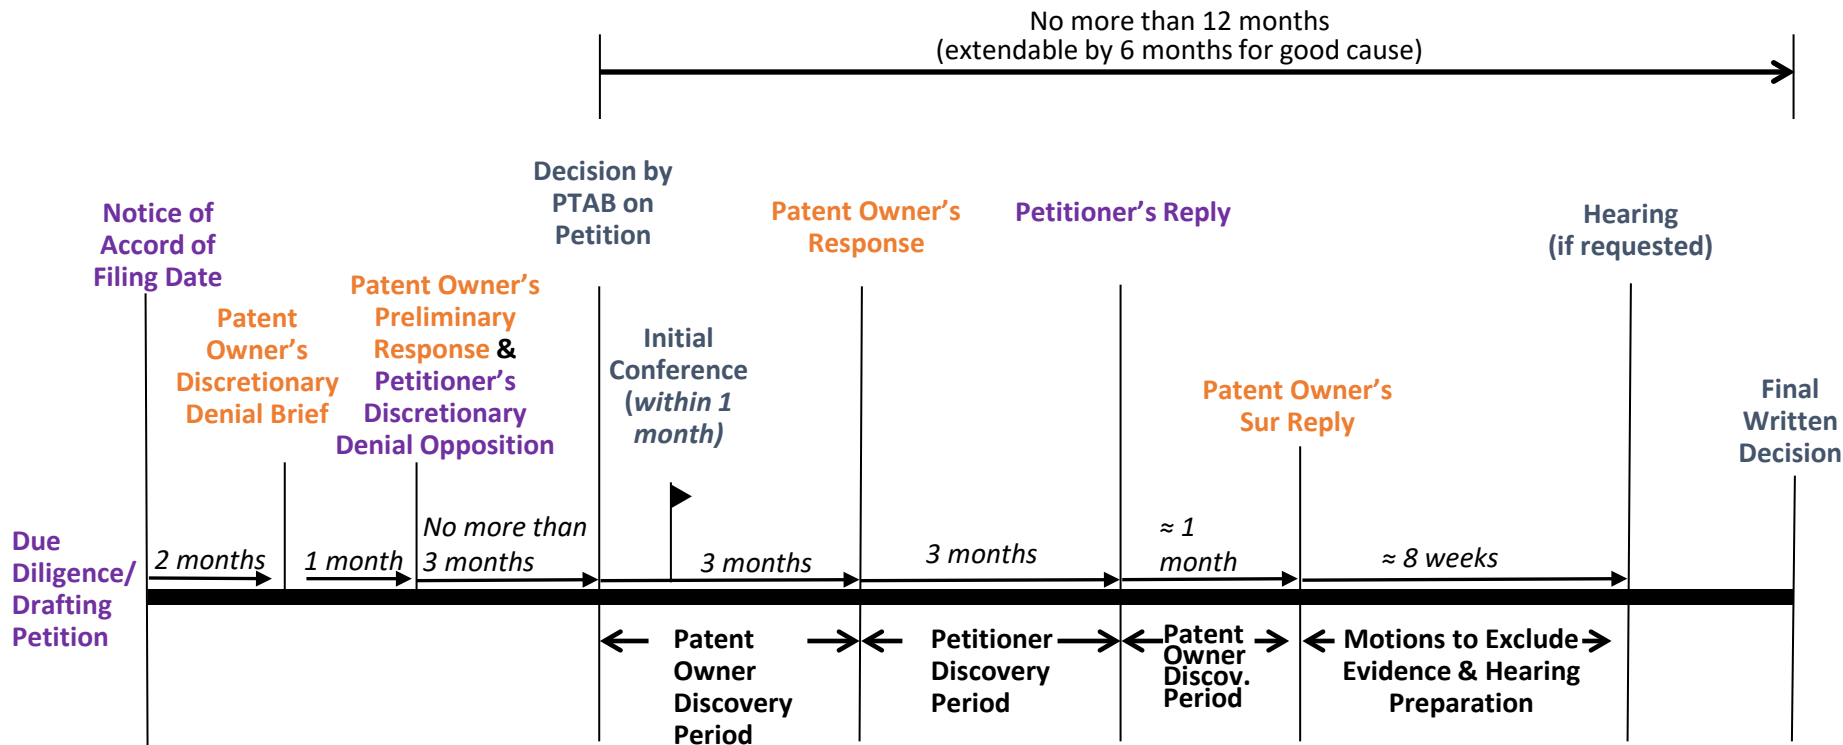 No more than 12 months
(extendable by 6 months for good cause)
Notice of
Accord of
Filing Date
Patent
Owner’s
Discretionary
Denial Brief
Patent Owner’s
Preliminary
Response &
Petitioner’s
Discretionary
Denial Opposition
Decision by
PTAB on
Petition
Initial
Conference
(within 1
month)
Patent Owner’s
Response
Petitioner’s Reply
Patent Owner’s
Sur Reply
Hearing
(if requested)
Final
Written
Decision
Due
Diligence/
Drafting
Petition
2 months
1 month
No more than
3 months
3 months
3 months
≈ 1
month
≈ 8 weeks
Patent
Owner
Discovery
Period
Petitioner
Discovery
Period
Patent
Owner
Discov.
Period
Motions to Exclude
Evidence & Hearing
Preparation